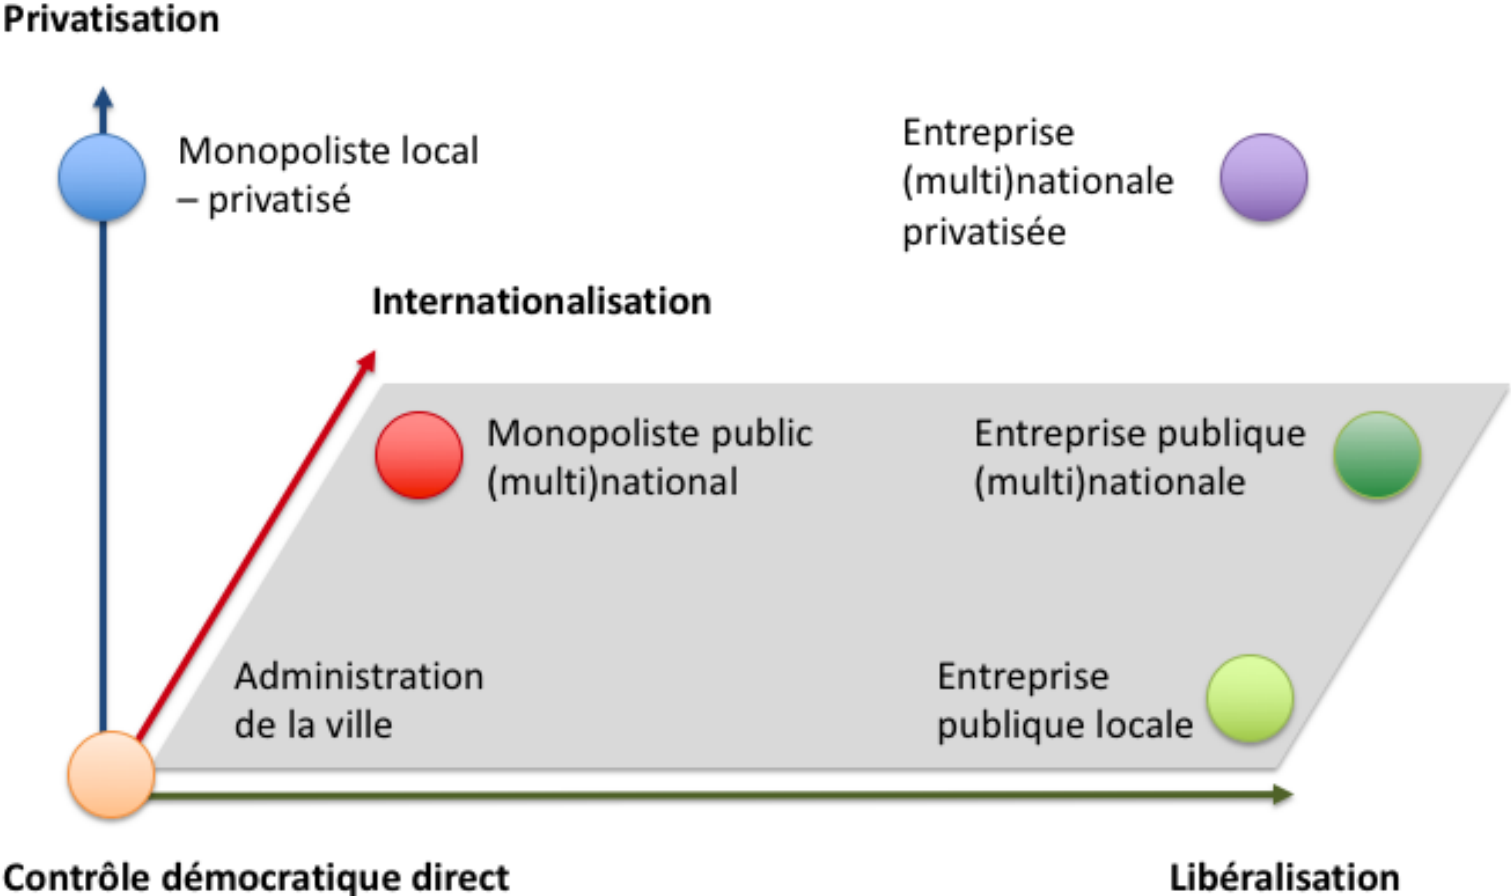 Privatisation
Monopoliste local
– privatisé
Entreprise
(multi)nationale
privatisée
Internationalisation
Monopoliste public
(multi)national
Entreprise publique
(multi)nationale
Administration
de la ville
Entreprise
publique locale
Contrôle démocratique direct
Libéralisation